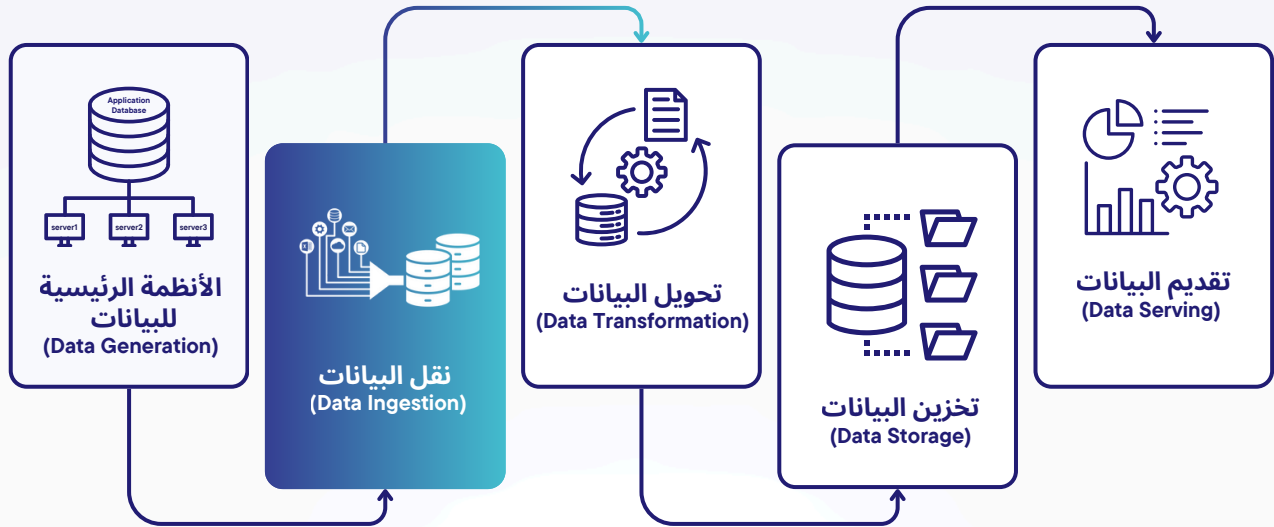 Application
Database
server1
server2
server3
الأنظمة الرئيسية
للبيانات
(Data Generation)
نقل البيانات
(Data Ingestion)
تحويل البيانات
(Data Transformation)
تخزين البيانات
(Data Storage)
تقديم البيانات
(Data Serving)